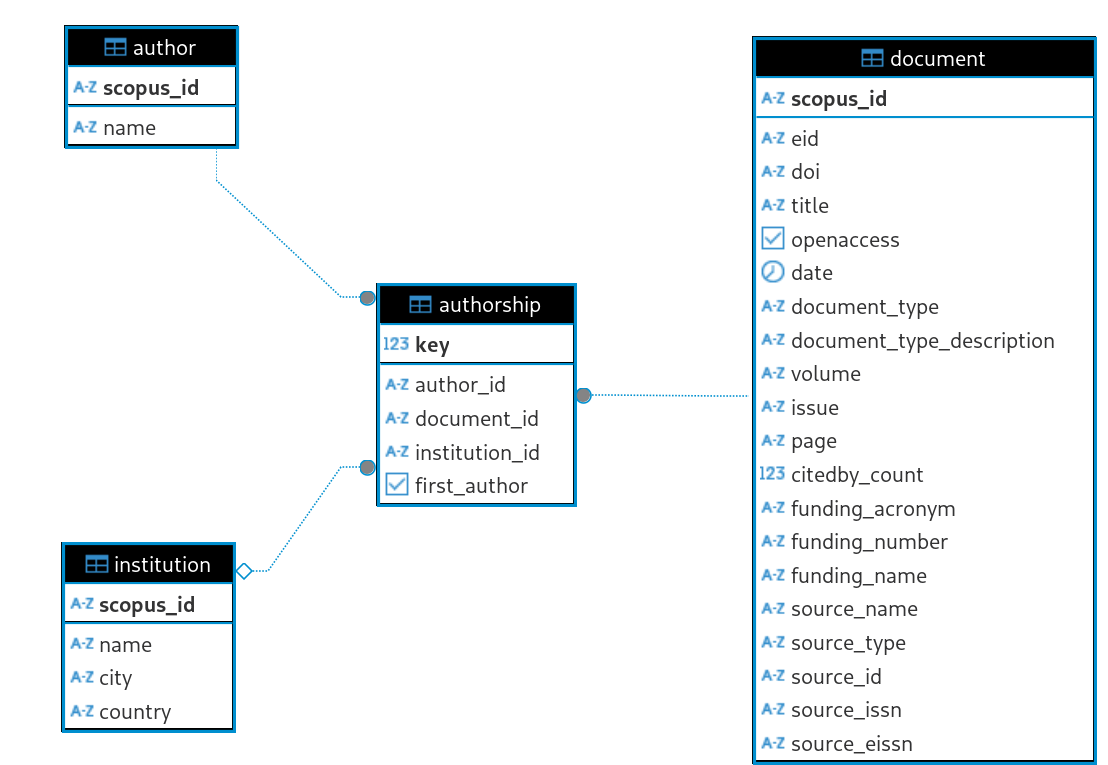 author
A-Z scopus_id
A-Z name
authorship
123 key
A-Z author_id
A-Z document_id
A-Z institution_id
first_author
institution
A-Z scopus_id
A-Z name
A-Z city
A-Z country
document
A-Z scopus_id
A-Z eid
A-Z doi
A-Z title
openaccess
date
A-Z document_type
A-Z document_type_description
A-Z volume
A-Z issue
A-Z page
123 citedby_count
A-Z funding_acronym
A-Z funding_number
A-Z funding_name
A-Z source_name
A-Z source_type
A-Z source_id
A-Z source_issn
A-Z source_eissn